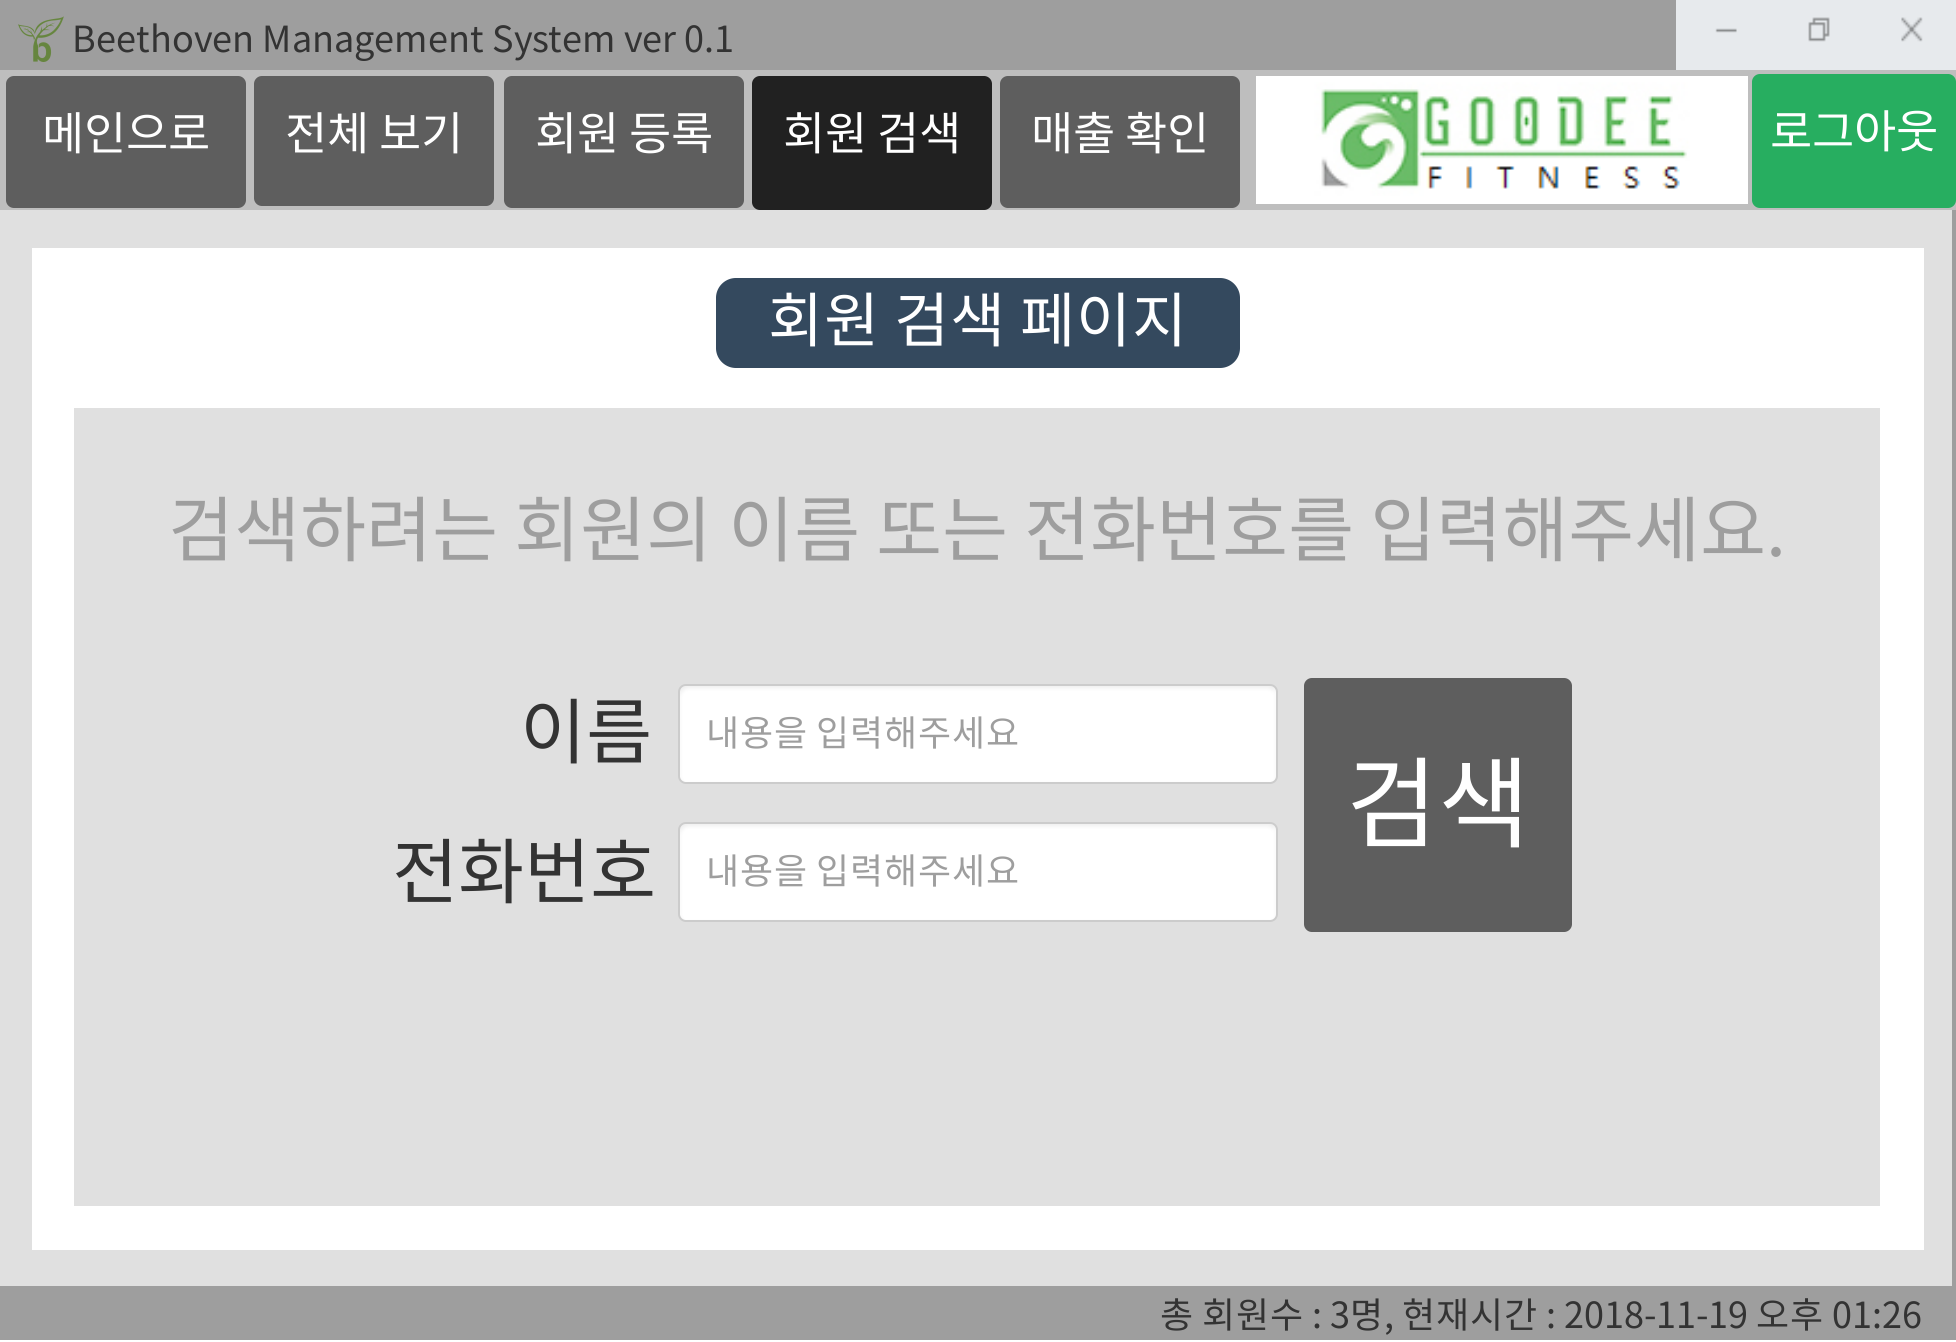 Beethoven Management System ver 0.1
메인으로
전체 보기
회원 등록
회원 검색
매출 확인
GOODEE
FITNESS
로그아웃
회원 검색 페이지
검색하려는 회원의 이름 또는 전화번호를 입력해주세요.
이름
내용을 입력해주세요
전화번호
내용을 입력해주세요
검색
총 회원수 : 3명, 현재시간 : 2018-11-19 오후 01:26